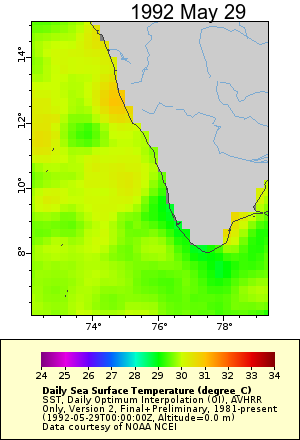 1992 May 29
14°
12°
10°
8°
74°
76°
78°
24 25 26 27 28 29 30 31 32 33 34
Daily Sea Surface Temperature (degree_C)
SST, Daily Optimum Interpolation (OI), AVHRR
Only, Version 2, Final+Preliminary, 1981-present
(1992-05-29T00:00:00Z, Altitude=0.0 m)
Data courtesy of NOAA NCEI